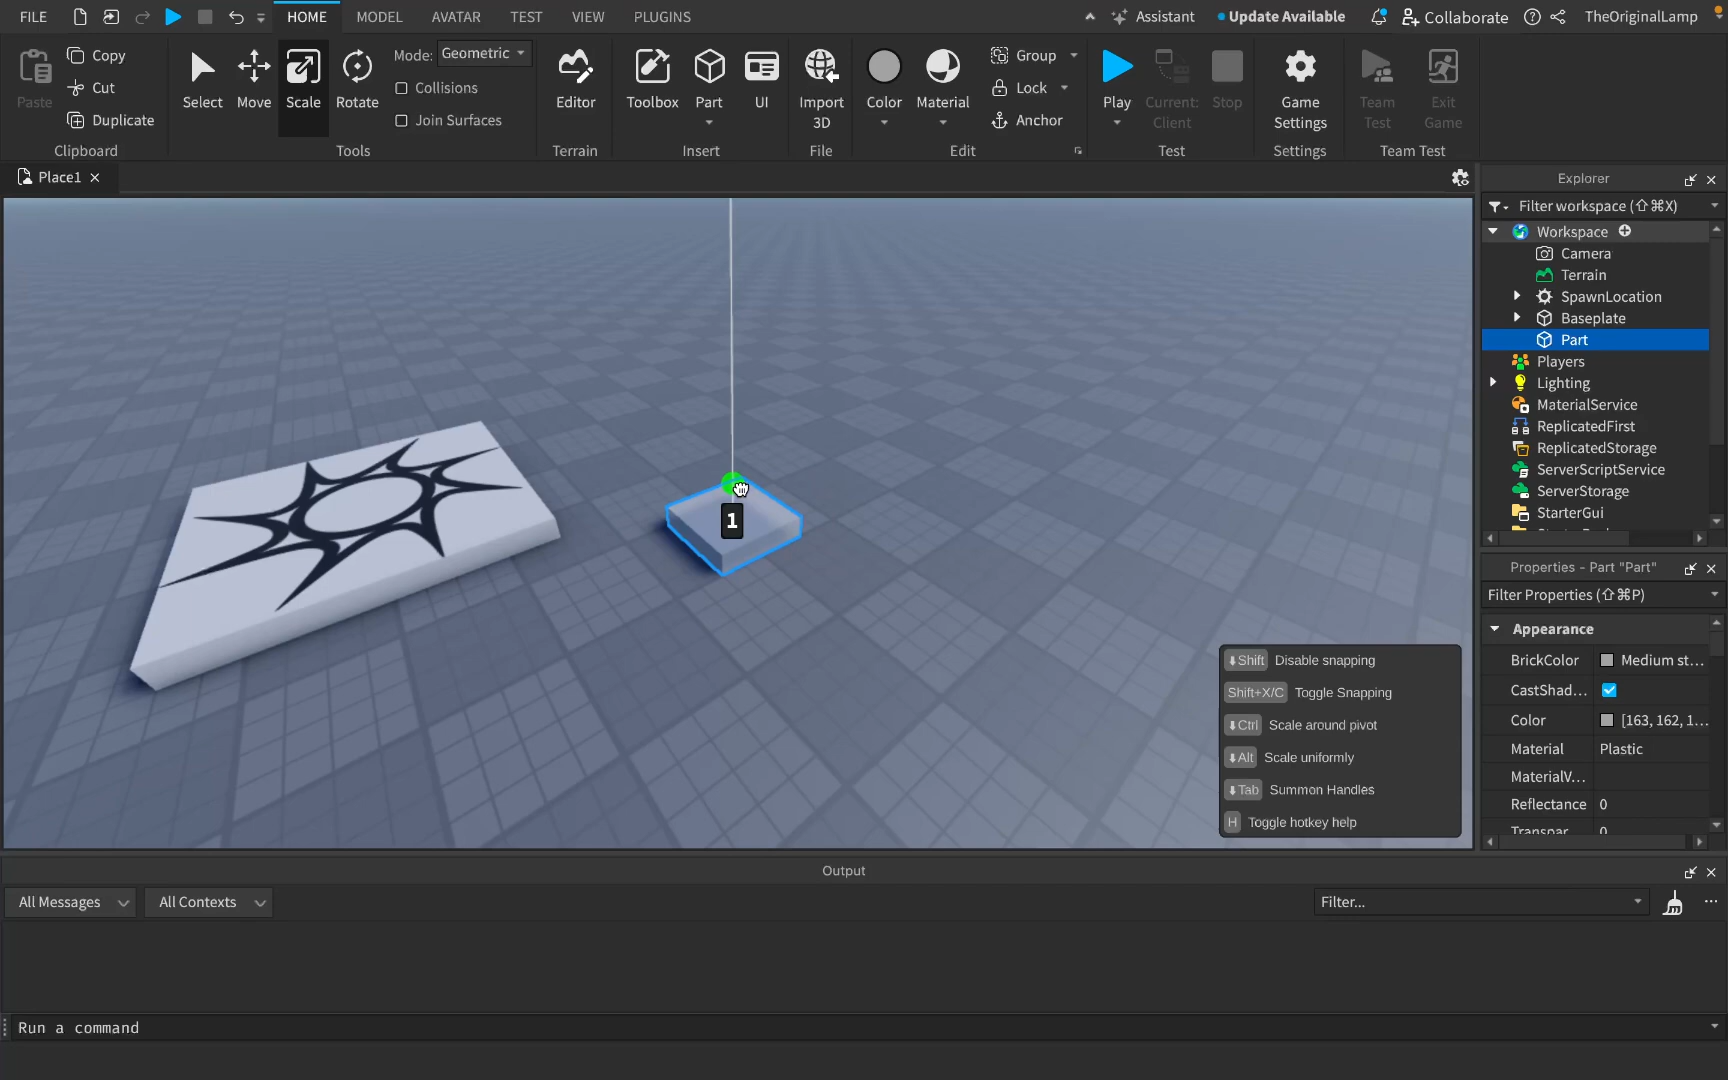 FILE
HOME
MODEL
AVATAR
TEST
VIEW
PLUGINS
Assistant
Update Available
Collaborate
TheOriginalLamp
Paste
Copy
Cut
Duplicate
Clipboard
Select
Move
Scale
Rotate
Mode: Geometric
Collisions
Join Surfaces
Tools
Editor
Terrain
Toolbox
Part
UI
Insert
Import
3D
File
Color
Material
Group
Lock
Anchor
Edit
Play
Current:
Client
Stop
Test
Game
Settings
Settings
Team
Test
Exit
Game
Team Test
Place1
1
Shift Disable snapping
Shift+X/C Toggle Snapping
Ctrl Scale around pivot
Alt Scale uniformly
Tab Summon Handles
H Toggle hotkey help
Explorer
Filter workspace (⇧⌘X)
Workspace
Camera
Terrain
SpawnLocation
Baseplate
Part
Players
Lighting
MaterialService
ReplicatedFirst
ReplicatedStorage
ServerScriptService
ServerStorage
StarterGui
Properties - Part "Part"
Filter Properties (⇧⌘P)
Appearance
BrickColor Medium st...
CastShad...
Color [163, 162, 1...
Material Plastic
MaterialV...
Reflectance 0
Transpar 0
Output
All Messages
All Contexts
Filter...
Run a command